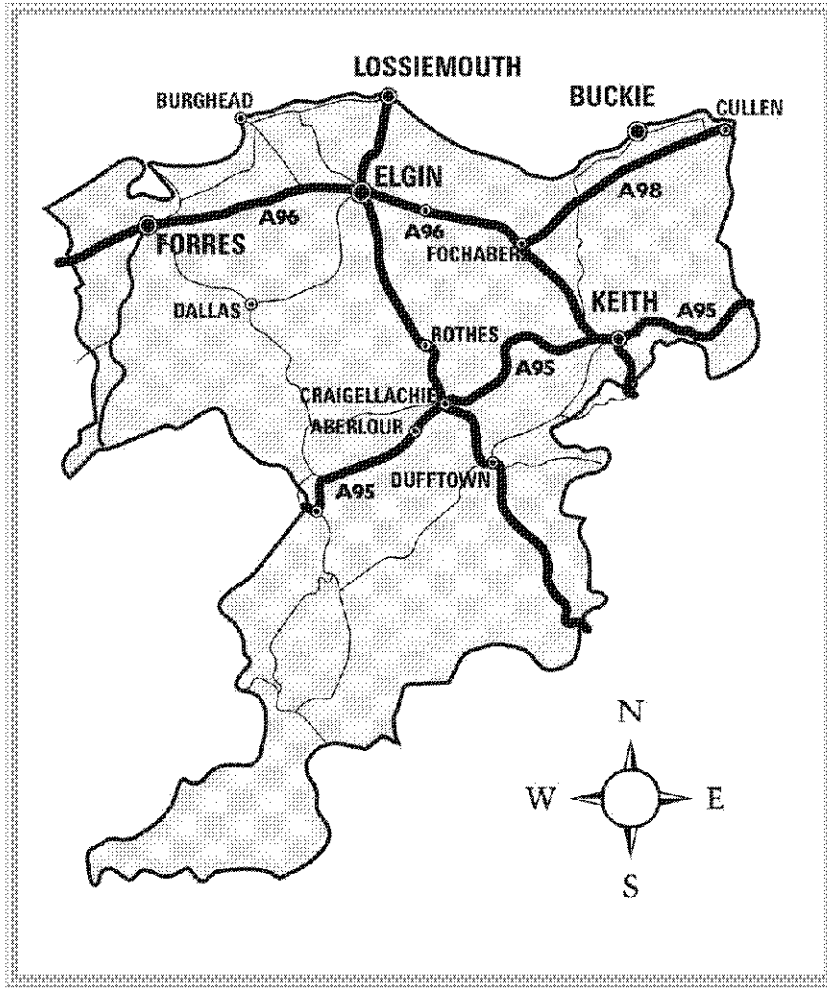 LOSSIEMOUTH
BURGHEAD
BUCKIE
CULLEN
ELGIN
A98
A96
A96
FORRES
FOCHABERS
KEITH
A95
DALLAS
ROTHES
A95
CRAIGELLACHIE
ABERLOUR
DUFFTOWN
A95
N
W
E
S